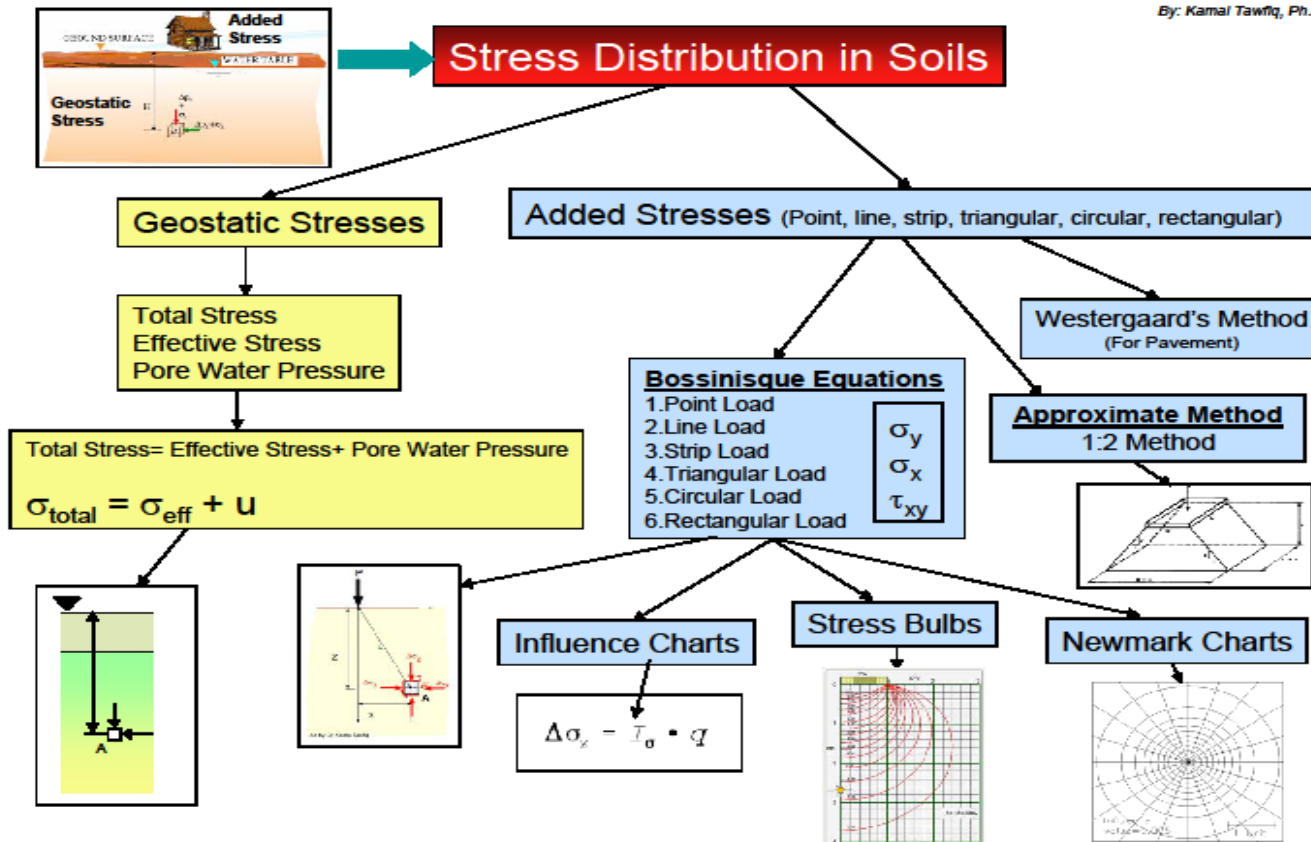 By: Kamal Tawfiq, Ph.
Added
Stress
GROUND SURFACE
WATER TABLE
Geostatic
Stress
Stress Distribution in Soils
Geostatic Stresses
Added Stresses (Point, line, strip, triangular, circular, rectangular)
Total Stress
Effective Stress
Pore Water Pressure
Westergaard's Method
(For Pavement)
Bossinisque Equations
1.Point Load
2.Line Load
3.Strip Load
4.Triangular Load
5.Circular Load
6.Rectangular Load
σy
σx
τxy
Approximate Method
1:2 Method
Total Stress= Effective Stress+ Pore Water Pressure
σtotal = σeff + u
A
P
Z
A
X
Influence Charts
Stress Bulbs
Newmark Charts
Δσz = Iσ • q